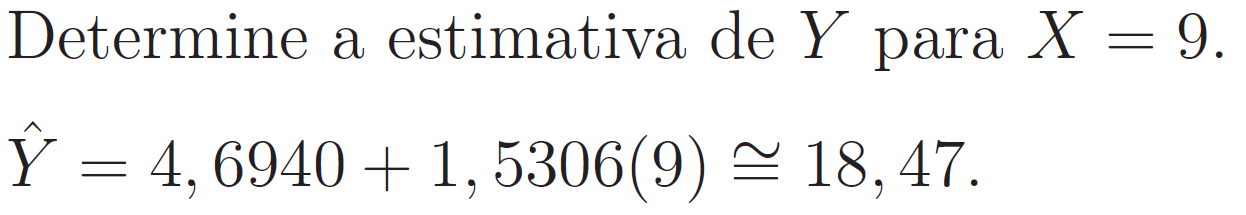 Determine a estimativa de Y para X = 9.
Ŷ = 4, 6940 + 1, 5306(9) ≅ 18, 47.